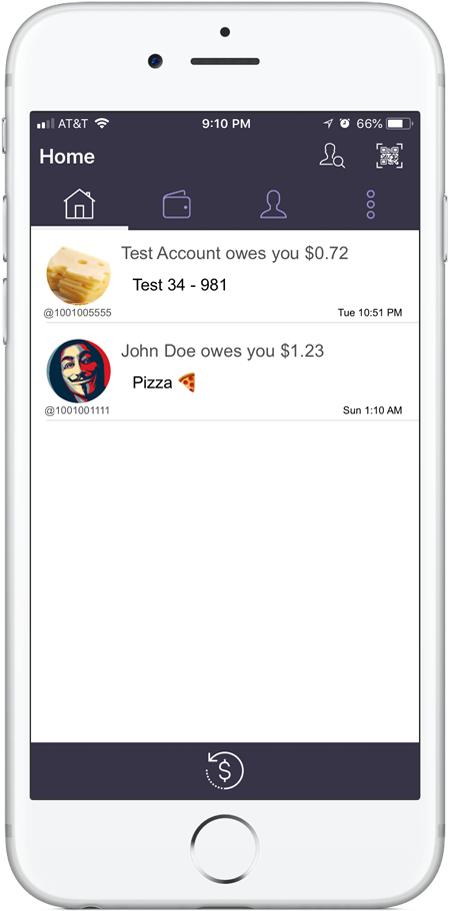 AT&T 9:10 PM 66%
Home
Test Account owes you $0.72
Test 34 - 981
@1001005555 Tue 10:51 PM
John Doe owes you $1.23
Pizza 🍕
@1001001111 Sun 1:10 AM
$